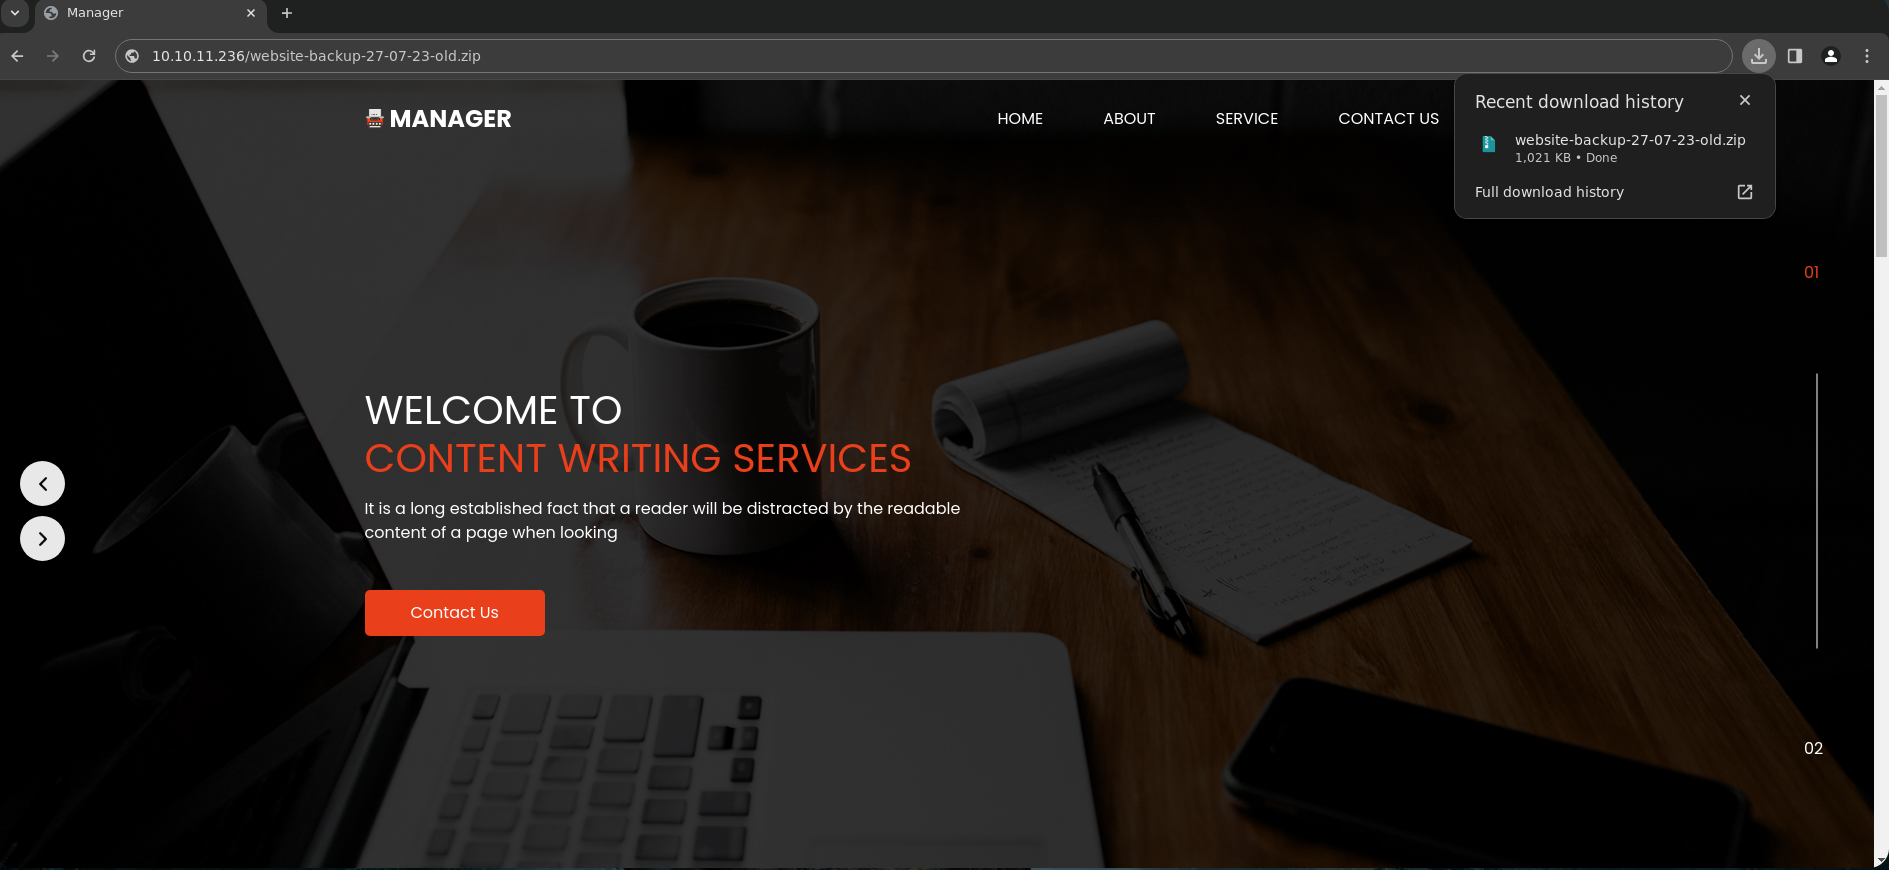 Manager
10.10.11.236/website-backup-27-07-23-old.zip
MANAGER
HOME
ABOUT
SERVICE
CONTACT US
Recent download history
website-backup-27-07-23-old.zip
1,021 KB • Done
Full download history
01
WELCOME TO
CONTENT WRITING SERVICES
It is a long established fact that a reader will be distracted by the readable
content of a page when looking
Contact Us
02